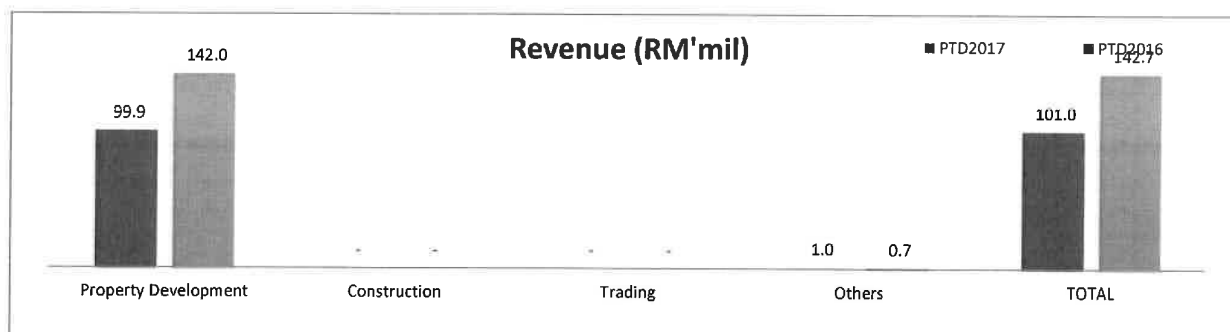 Revenue (RM'mil)
PTD2017 PTD2016
99.9 142.0 - - - - 1.0 0.7 101.0 142.7
Property Development Construction Trading Others TOTAL